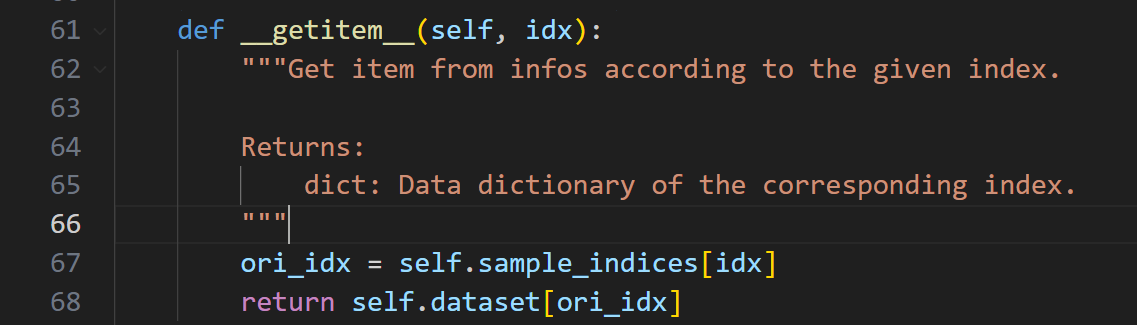 61 def __getitem__(self, idx):
62 """Get item from infos according to the given index.
63
64 Returns:
65 dict: Data dictionary of the corresponding index.
66 """
67 ori_idx = self.sample_indices[idx]
68 return self.dataset[ori_idx]